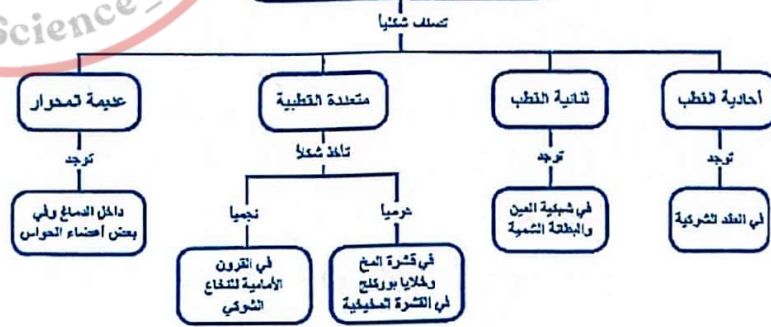 Science_
تصنف شكلياً
أحادية القطب
ثنائية القطب
متعددة القطبية
عديمة المحوار
توجد
توجد
تأخذ شكلاً
توجد
في العقد الشوكية
في شبكية العين
والبطانة الشمية
هرمياً
نجمياً
داخل الدماغ وفي
بعض أعضاء الحواس
في قشرة المخ
وخلايا بوركنج
في القشرة المخيخية
في القرون
الأمامية للنخاع
الشوكي